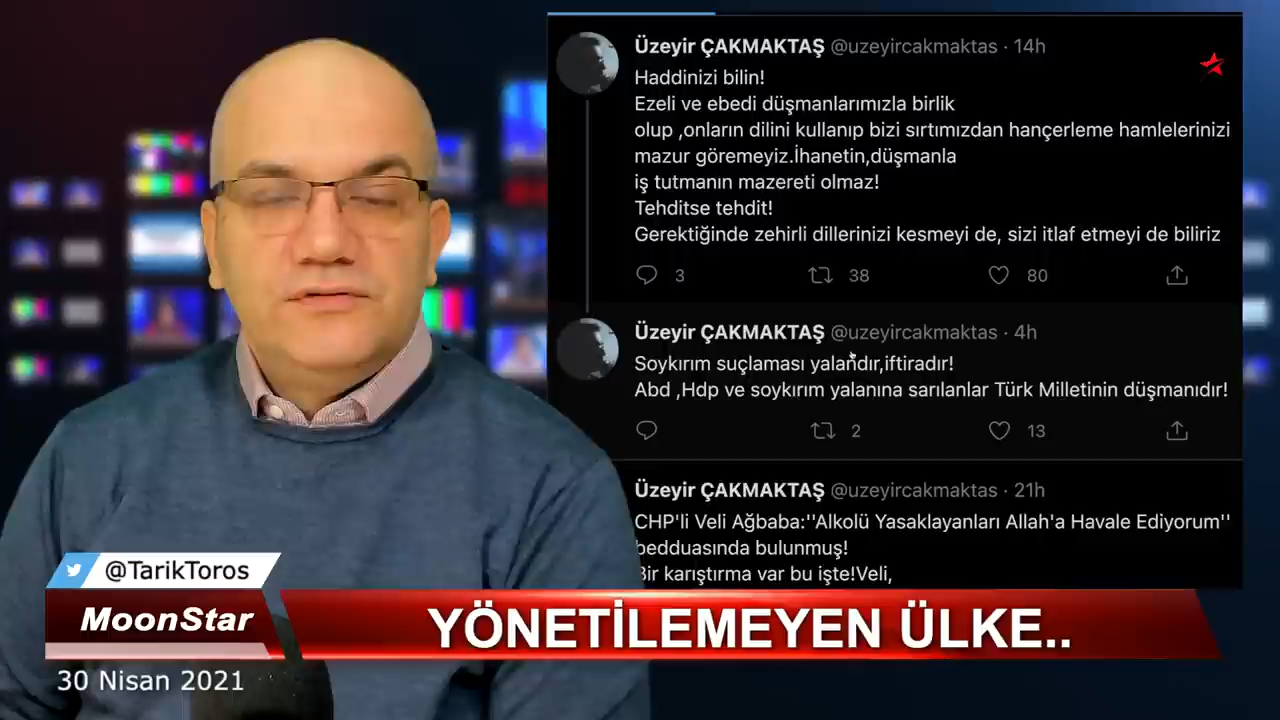 Üzeyir ÇAKMAKTAŞ @uzeyircakmaktas · 14h
Haddinizi bilin!
Ezeli ve ebedi düşmanlarımızla birlik
olup ,onların dilini kullanıp bizi sırtımızdan hançerleme hamlelerinizi
mazur göremeyiz.İhanetin,düşmanla
iş tutmanın mazereti olmaz!
Tehditse tehdit!
Gerektiğinde zehirli dillerinizi kesmeyi de, sizi itlaf etmeyi de biliriz
3 38 80
Üzeyir ÇAKMAKTAŞ @uzeyircakmaktas · 4h
Soykırım suçlaması yalandır,iftiradır!
Abd ,Hdp ve soykırım yalanına sarılanlar Türk Milletinin düşmanıdır!
2 13
Üzeyir ÇAKMAKTAŞ @uzeyircakmaktas · 21h
CHP'li Veli Ağbaba:''Alkolü Yasaklayanları Allah'a Havale Ediyorum''
bedduasında bulunmuş!
Bir karıştırma var bu işte!Veli,
@TarikToros
MoonStar
YÖNETİLEMEYEN ÜLKE..
30 Nisan 2021